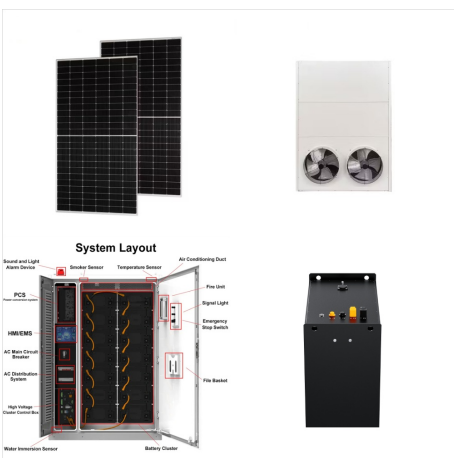 System Layout
Sound and Light
Alarm Device
Smoker Sensor
Temperature Sensor
Air Conditioning Duct
Fire Unit
PCS
Power conversion system
Signal Light
HMI/EMS
Emergency
Stop Switch
AC Main Circuit
Breaker
AC Distribution
System
File Basket
High Voltage
Cluster Control Box
Water Immersion Sensor
Battery Cluster